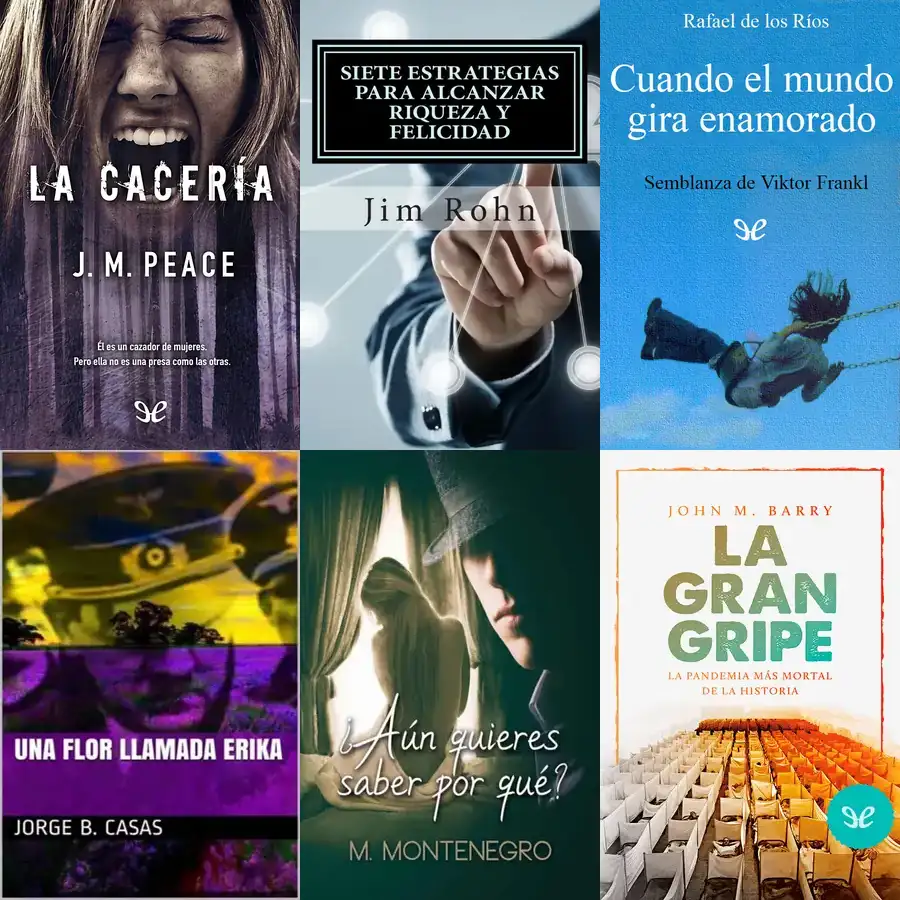 LA CACERÍA
J. M. PEACE
Él es un cazador de mujeres.
Pero ella no es una presa como las otras.
SIETE ESTRATEGIAS
PARA ALCANZAR
RIQUEZA Y
FELICIDAD
Jim Rohn
Rafael de los Ríos
Cuando el mundo
gira enamorado
Semblanza de Viktor Frankl
UNA FLOR LLAMADA ERIKA
JORGE B. CASAS
¿Aún quieres
saber por qué?
M. MONTENEGRO
JOHN M. BARRY
LA
GRAN
GRIPE
LA PANDEMIA MÁS MORTAL
DE LA HISTORIA